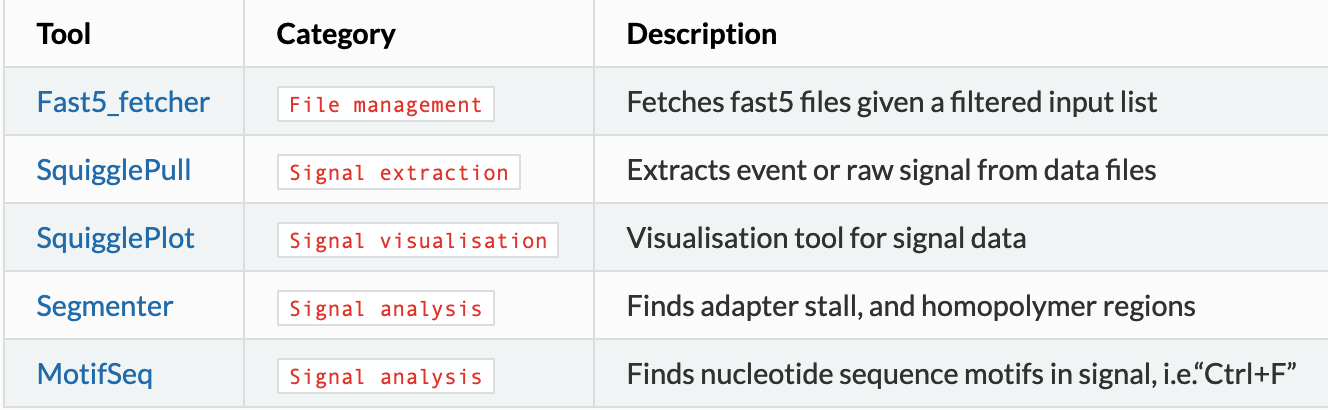 Tool Category Description
Fast5_fetcher File management Fetches fast5 files given a filtered input list
SquigglePull Signal extraction Extracts event or raw signal from data files
SquigglePlot Signal visualisation Visualisation tool for signal data
Segmenter Signal analysis Finds adapter stall, and homopolymer regions
MotifSeq Signal analysis Finds nucleotide sequence motifs in signal, i.e.“Ctrl+F”